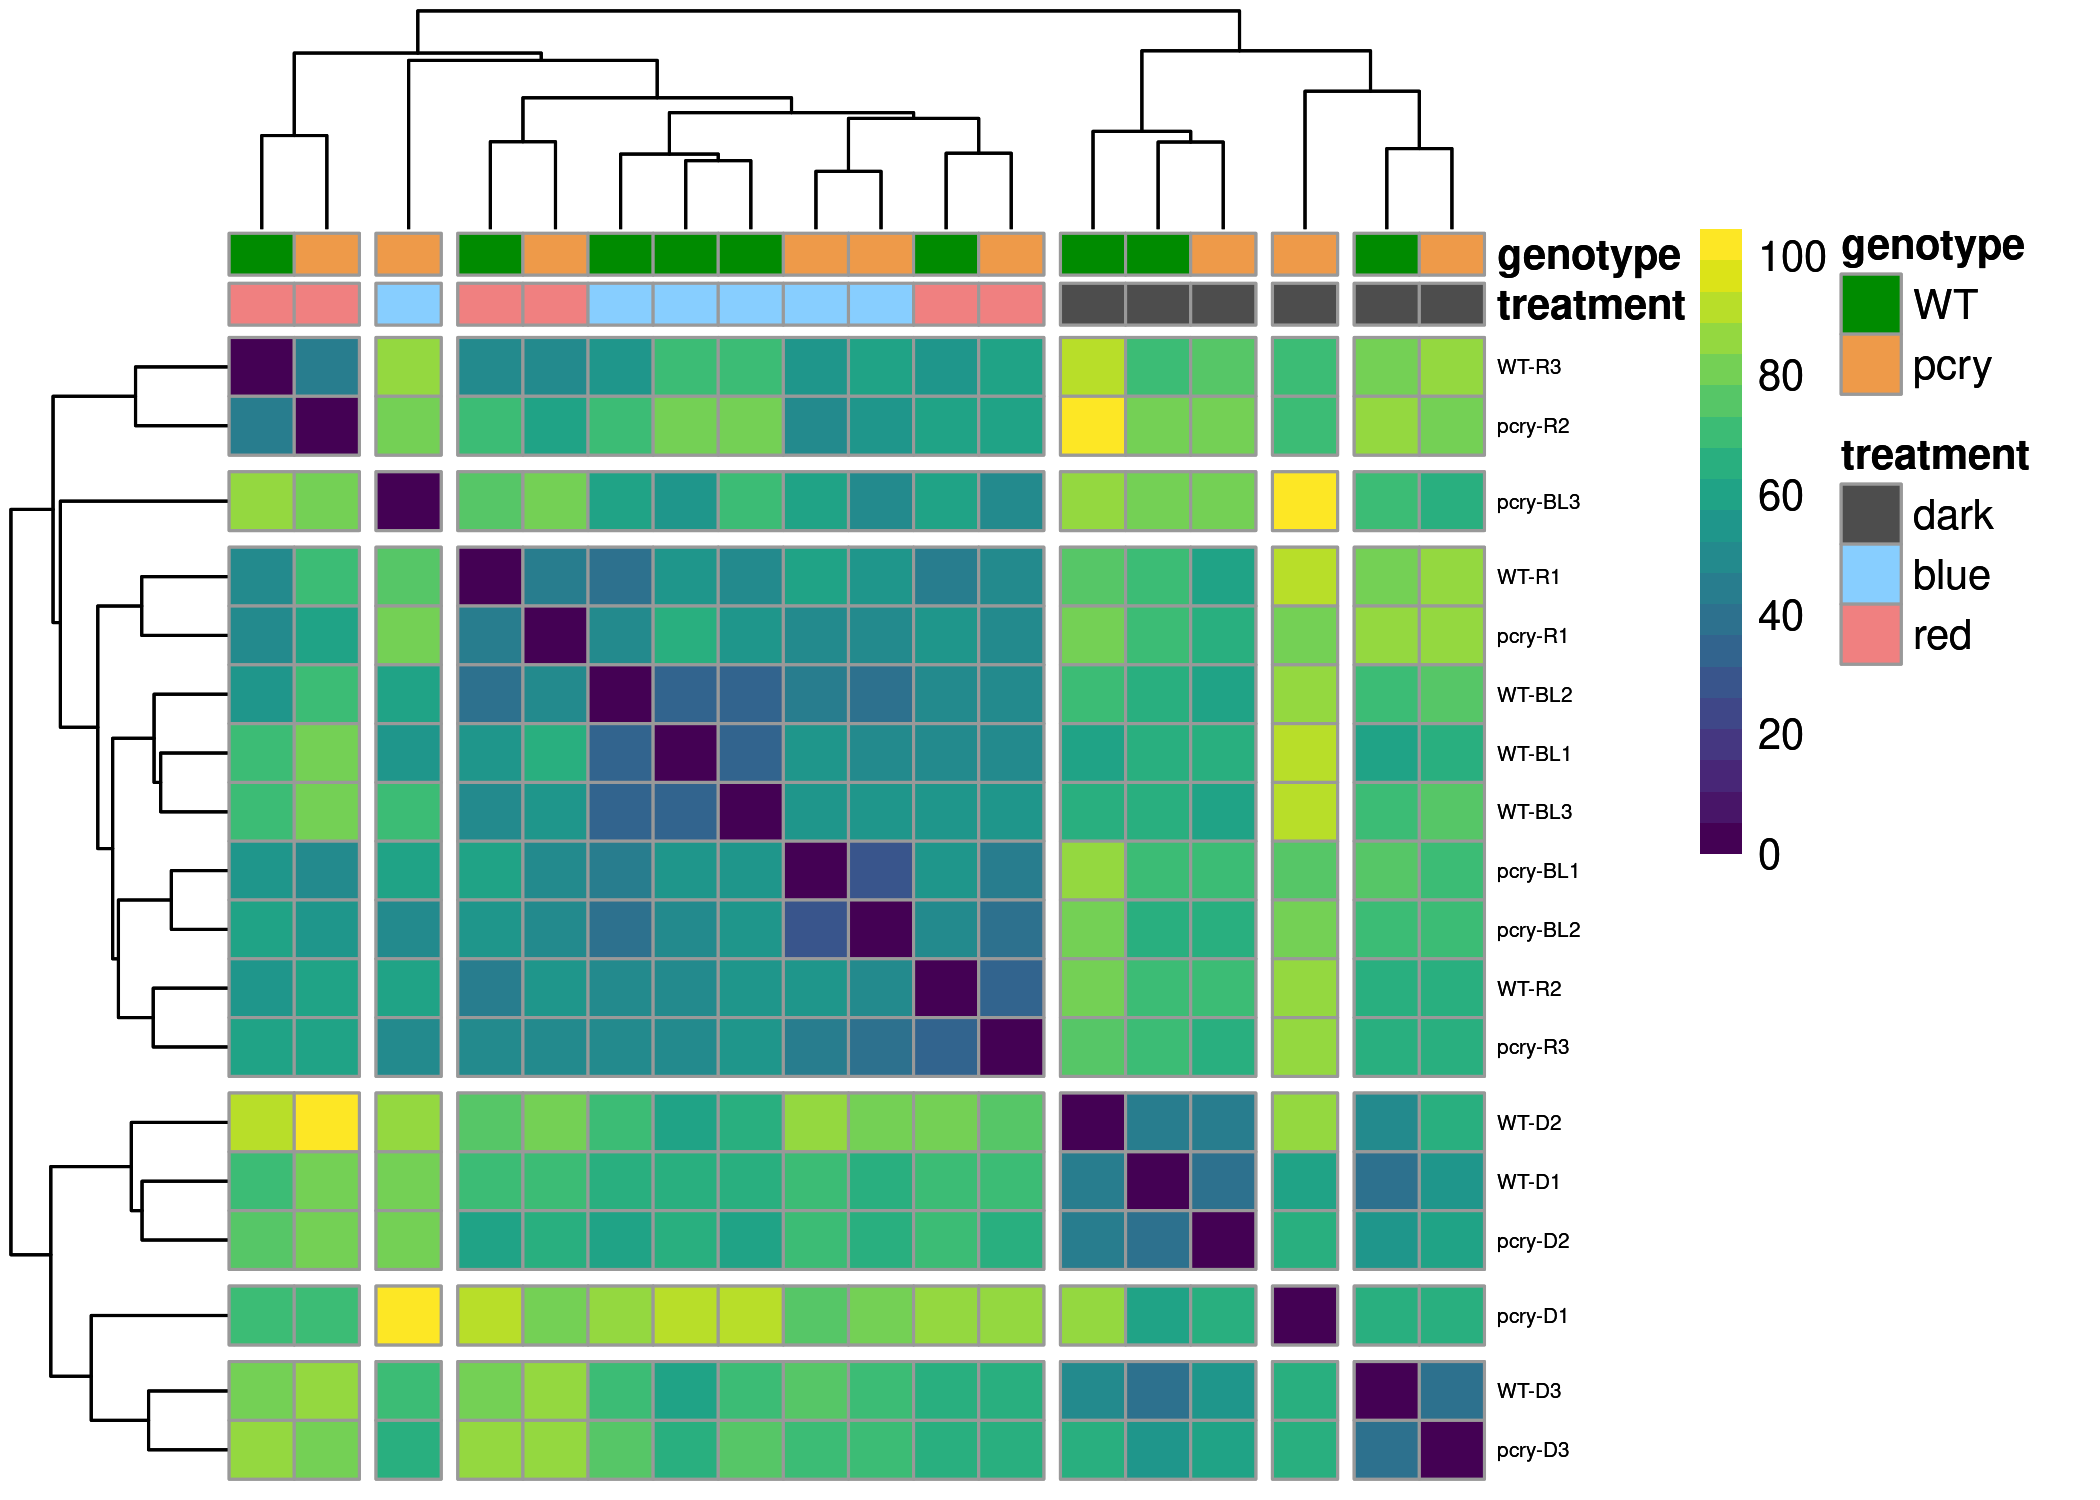 genotype
treatment
WT-R3
pcry-R2
pcry-BL3
WT-R1
pcry-R1
WT-BL2
WT-BL1
WT-BL3
pcry-BL1
pcry-BL2
WT-R2
pcry-R3
WT-D2
WT-D1
pcry-D2
pcry-D1
WT-D3
pcry-D3
100
80
60
40
20
0
genotype
WT
pcry
treatment
dark
blue
red